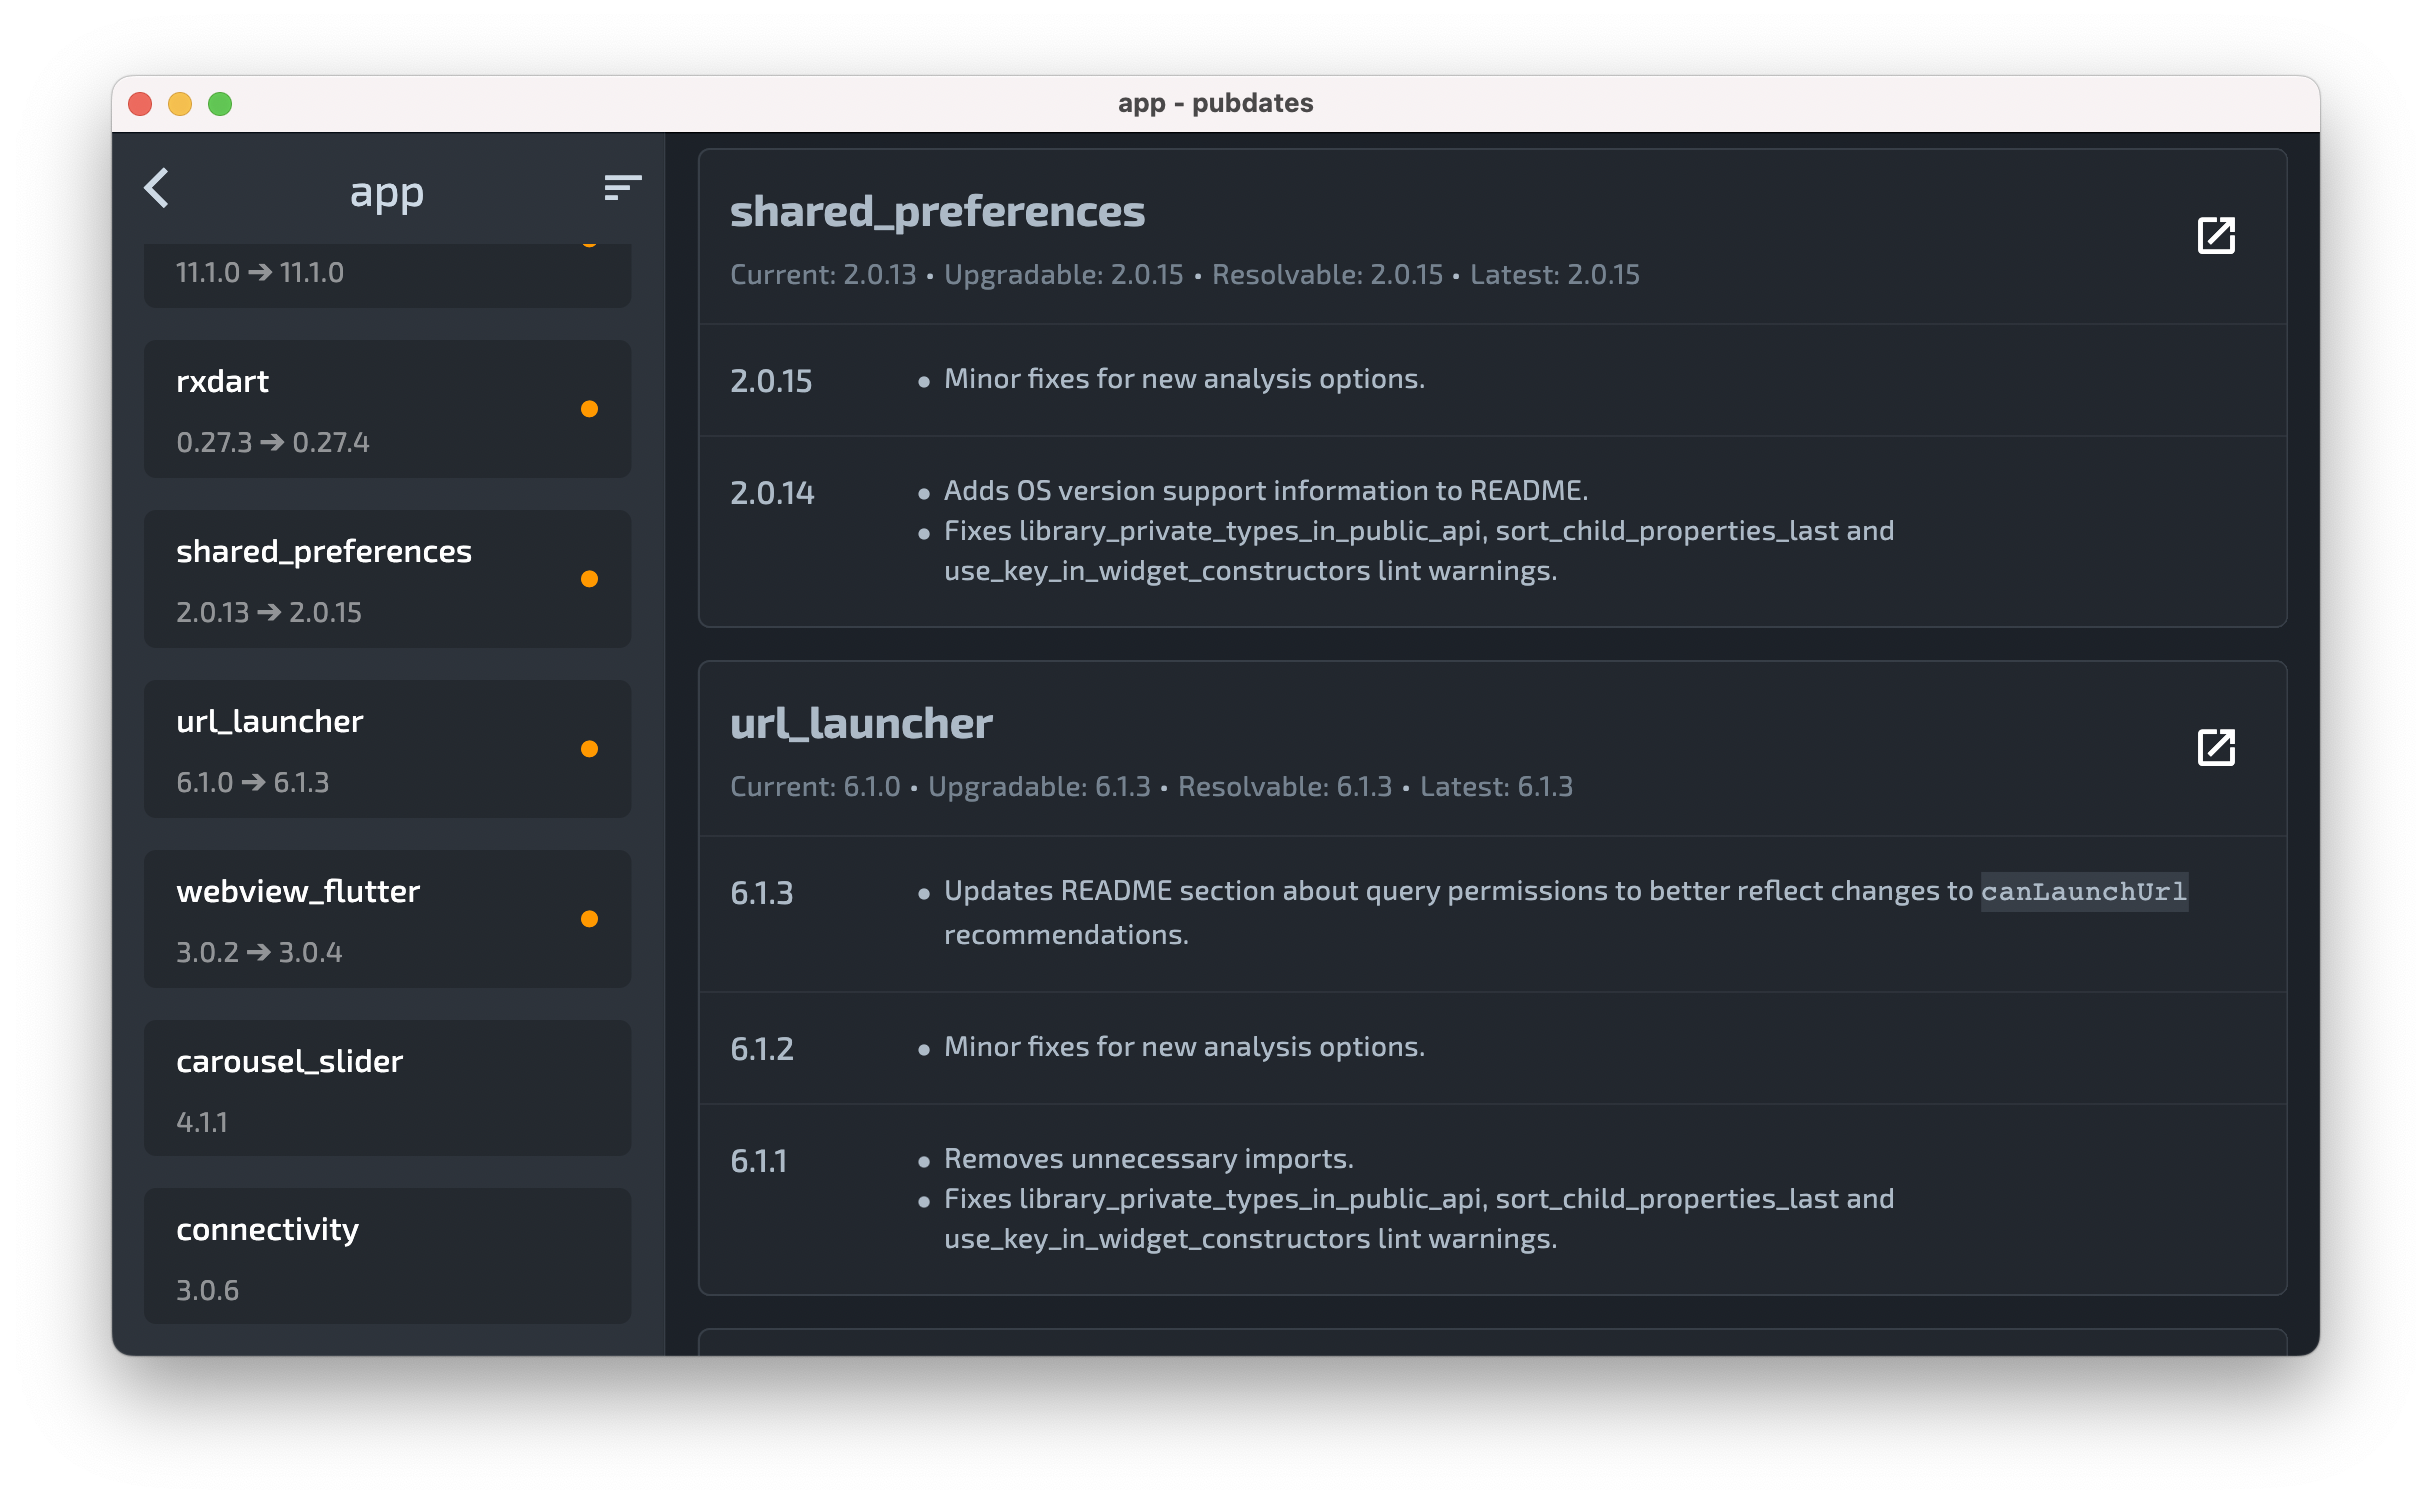 app - pubdates
app
11.1.0 ➔ 11.1.0
rxdart
0.27.3 ➔ 0.27.4
shared_preferences
2.0.13 ➔ 2.0.15
url_launcher
6.1.0 ➔ 6.1.3
webview_flutter
3.0.2 ➔ 3.0.4
carousel_slider
4.1.1
connectivity
3.0.6
shared_preferences
Current: 2.0.13 • Upgradable: 2.0.15 • Resolvable: 2.0.15 • Latest: 2.0.15
2.0.15
• Minor fixes for new analysis options.
2.0.14
• Adds OS version support information to README.
• Fixes library_private_types_in_public_api, sort_child_properties_last and
use_key_in_widget_constructors lint warnings.
url_launcher
Current: 6.1.0 • Upgradable: 6.1.3 • Resolvable: 6.1.3 • Latest: 6.1.3
6.1.3
• Updates README section about query permissions to better reflect changes to canLaunchUrl
recommendations.
6.1.2
• Minor fixes for new analysis options.
6.1.1
• Removes unnecessary imports.
• Fixes library_private_types_in_public_api, sort_child_properties_last and
use_key_in_widget_constructors lint warnings.